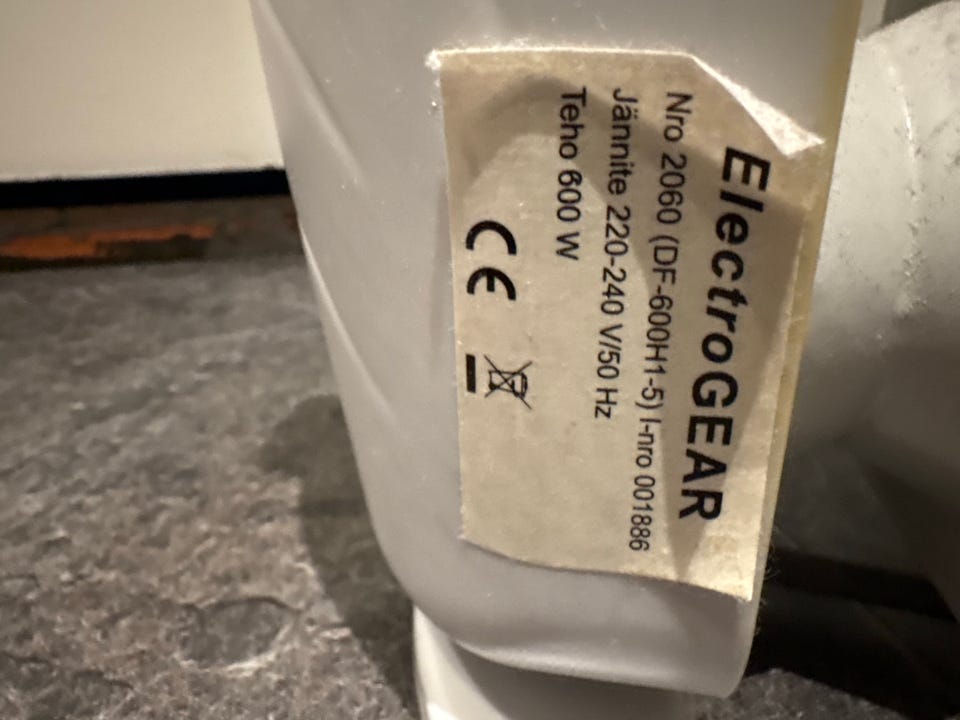 ElectroGEAR
Nro 2060 (DF-600H1-5) I-nro 001886
Jännite 220-240 V/50 Hz
Teho 600 W
CE